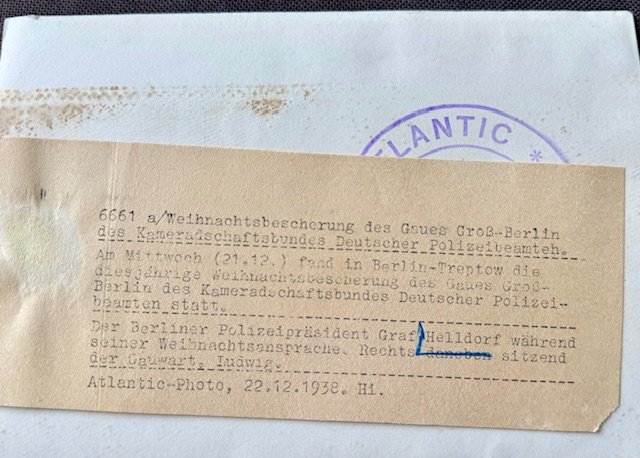 ATLANTIC *
6661 a/Weihnachtsbescherung des Gaues Groß-Berlin
des Kameradschaftsbundes Deutscher Polizeibeamten.
Am Mittwoch (21.12.) fand in Berlin-Treptow die
diesjährige Weihnachtsbescherung des Gaues Groß-
Berlin des Kameradschaftsbundes Deutscher Polizei-
beamten statt.
Der Berliner Polizeipräsident Graf Helldorf während
seiner Weihnachtsensprache. Rechts daneben sitzend
der Gauwart, Ludwig.
Atlantic-Photo, 22.12.1938. Hi.